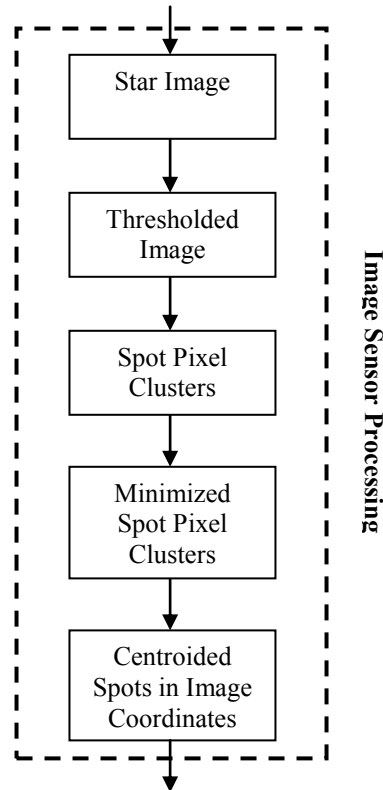 Star Image
Thresholded
Image
Spot Pixel
Clusters
Minimized
Spot Pixel
Clusters
Centroided
Spots in Image
Coordinates
Image Sensor Processing